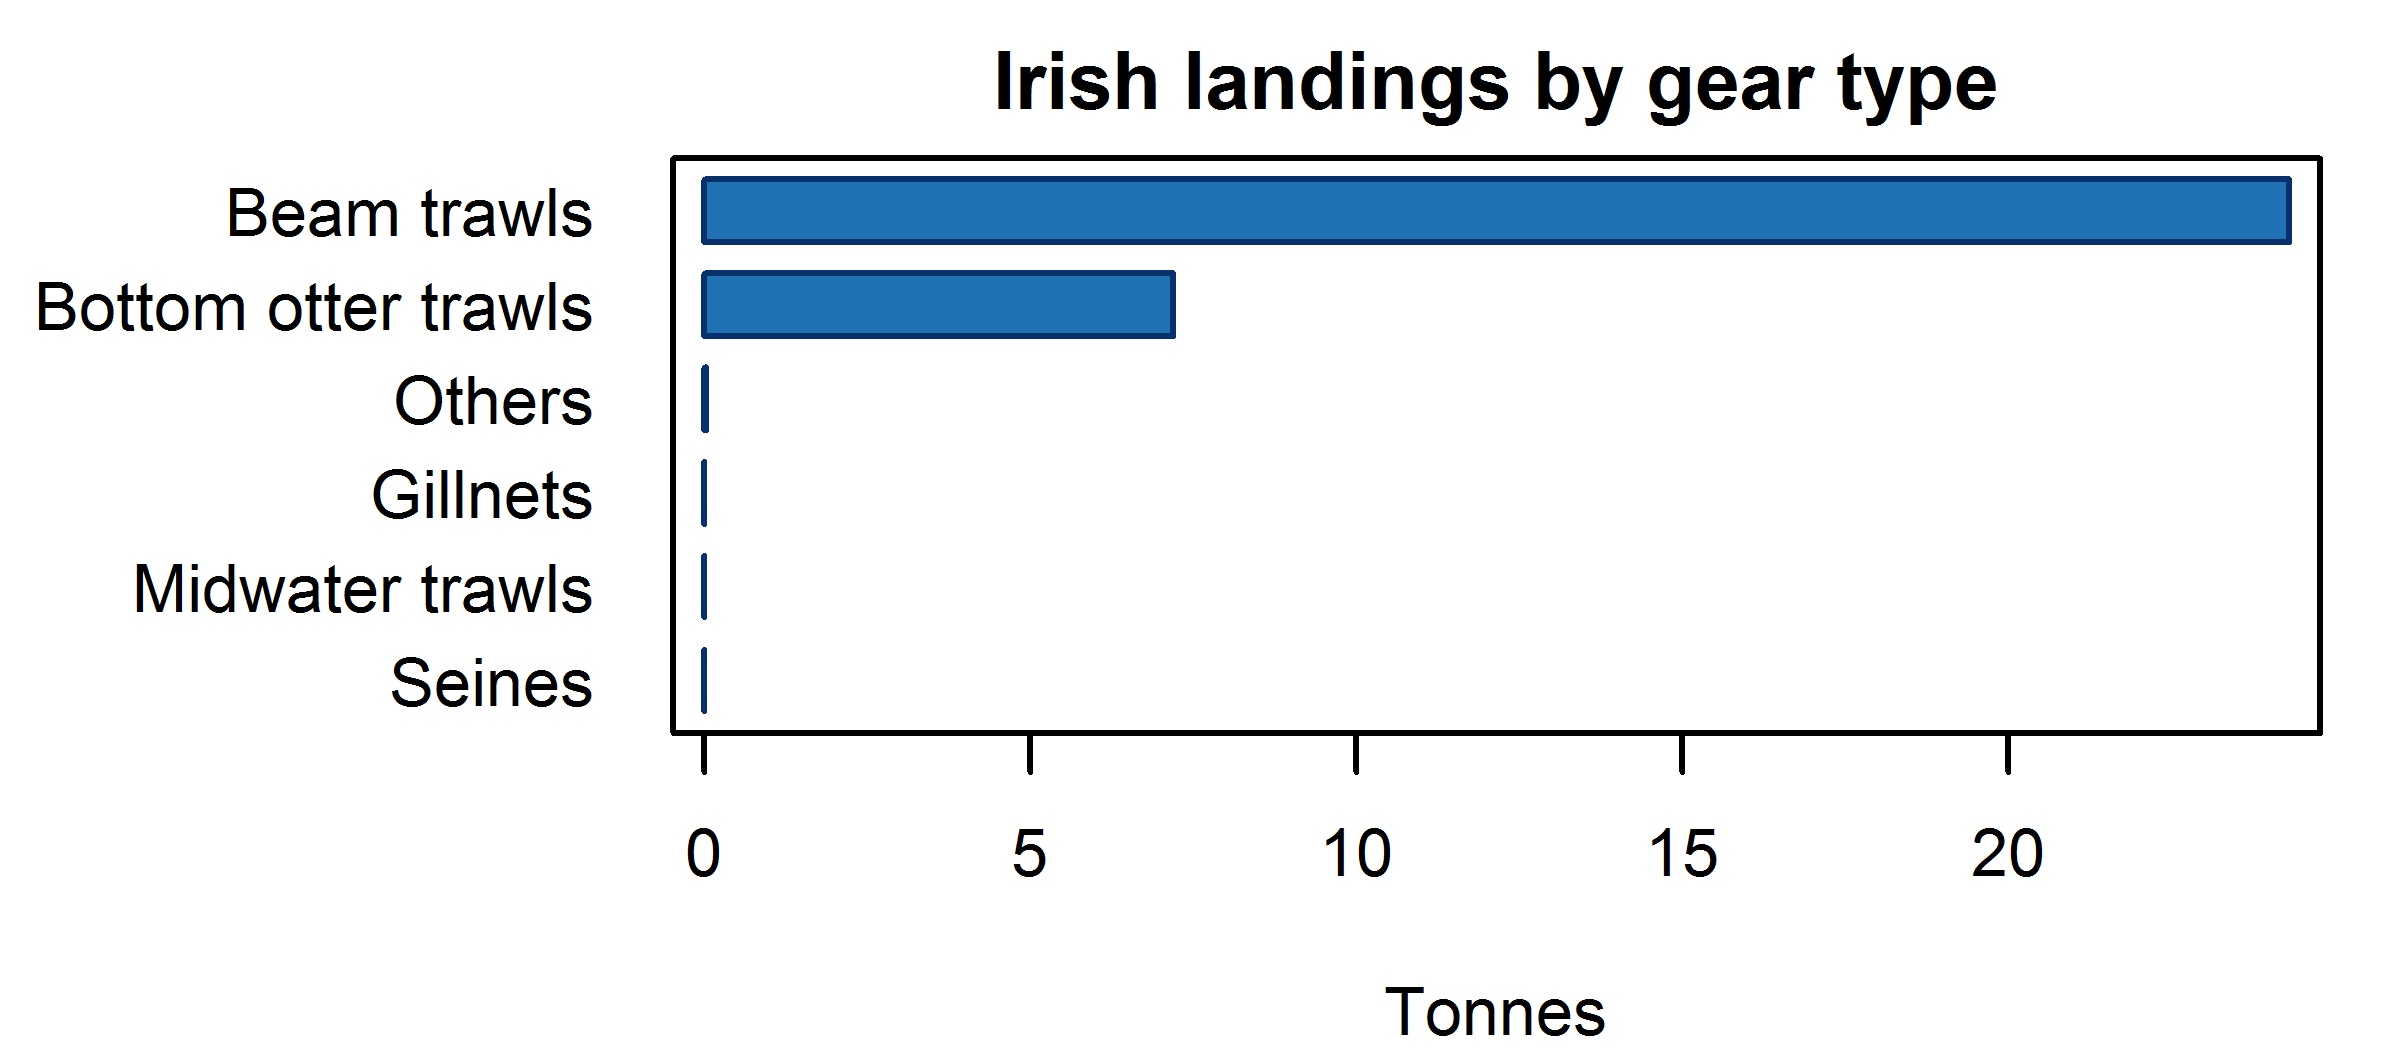 Irish landings by gear type
Beam trawls
Bottom otter trawls
Others
Gillnets
Midwater trawls
Seines
0 5 10 15 20
Tonnes